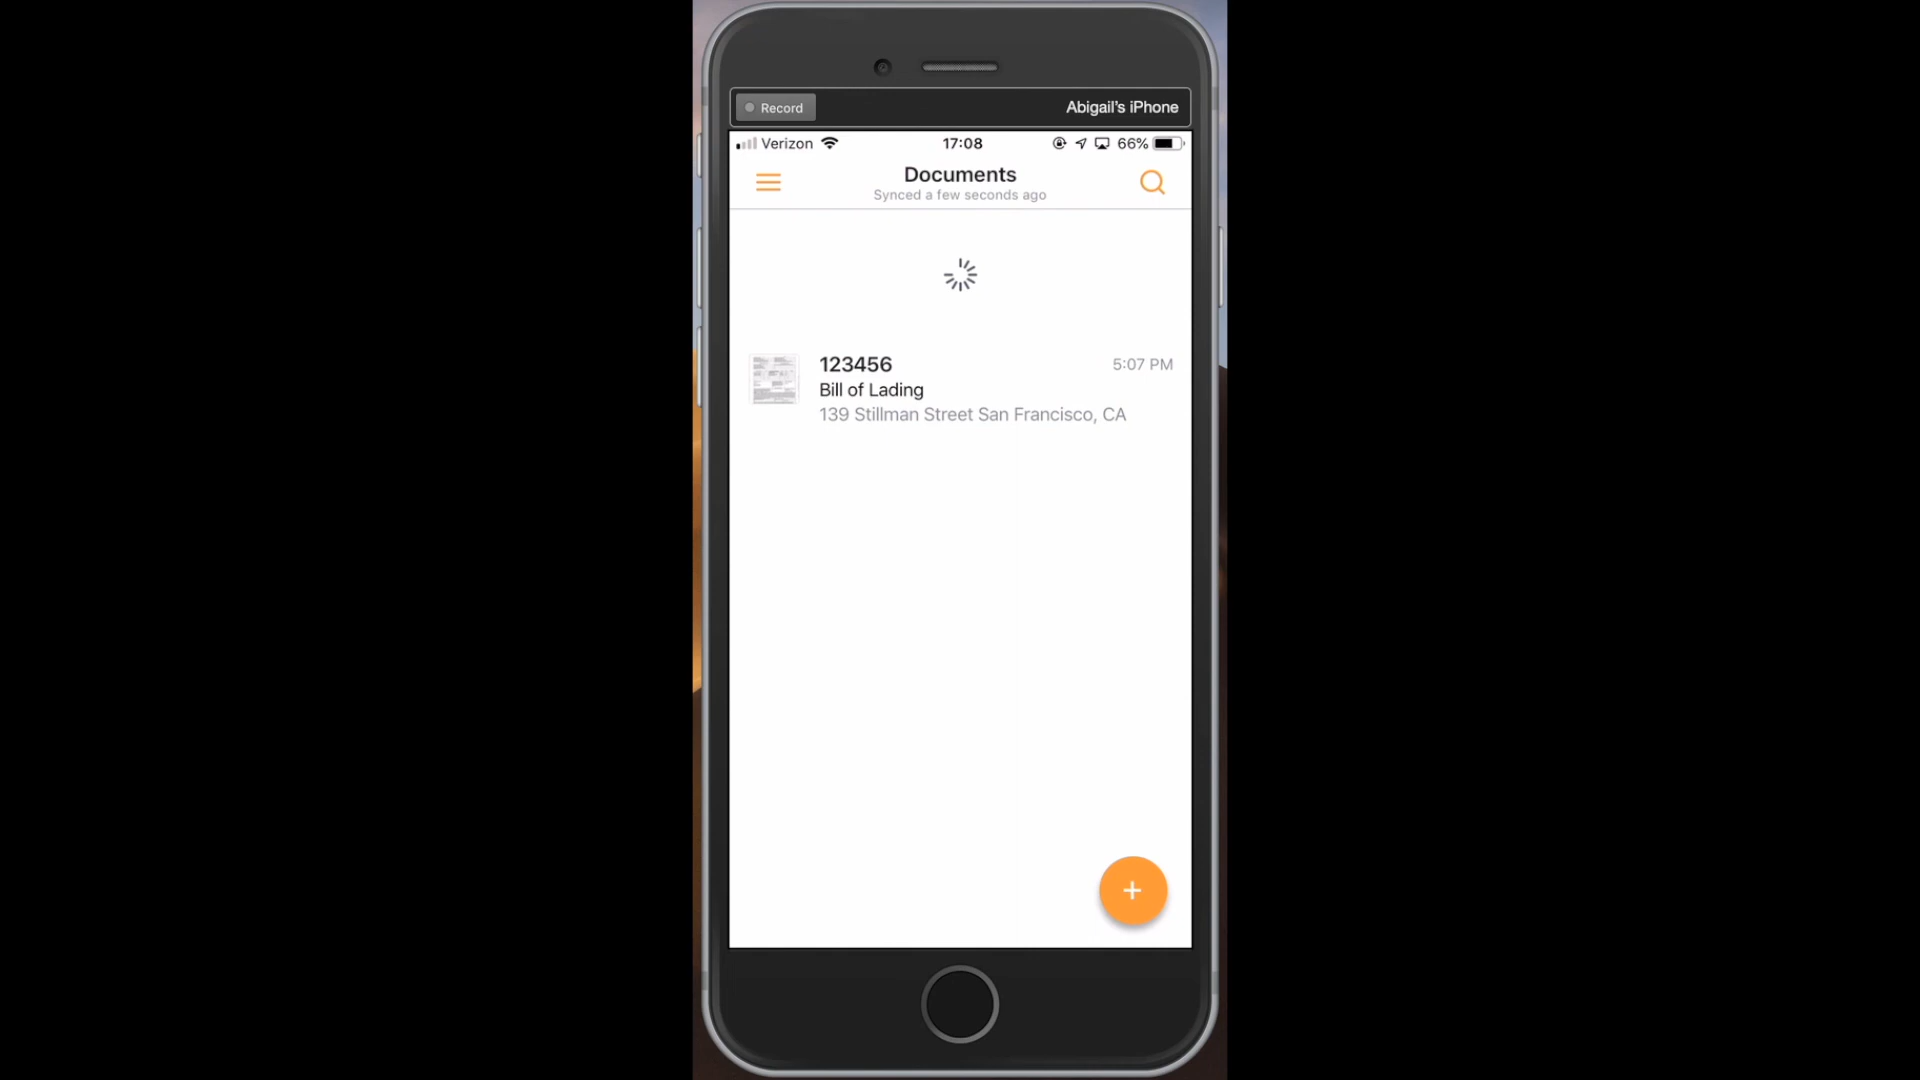 Record
Abigail's iPhone
Verizon 17:08 66%
Documents
Synced a few seconds ago
123456 5:07 PM
Bill of Lading
139 Stillman Street San Francisco, CA
+